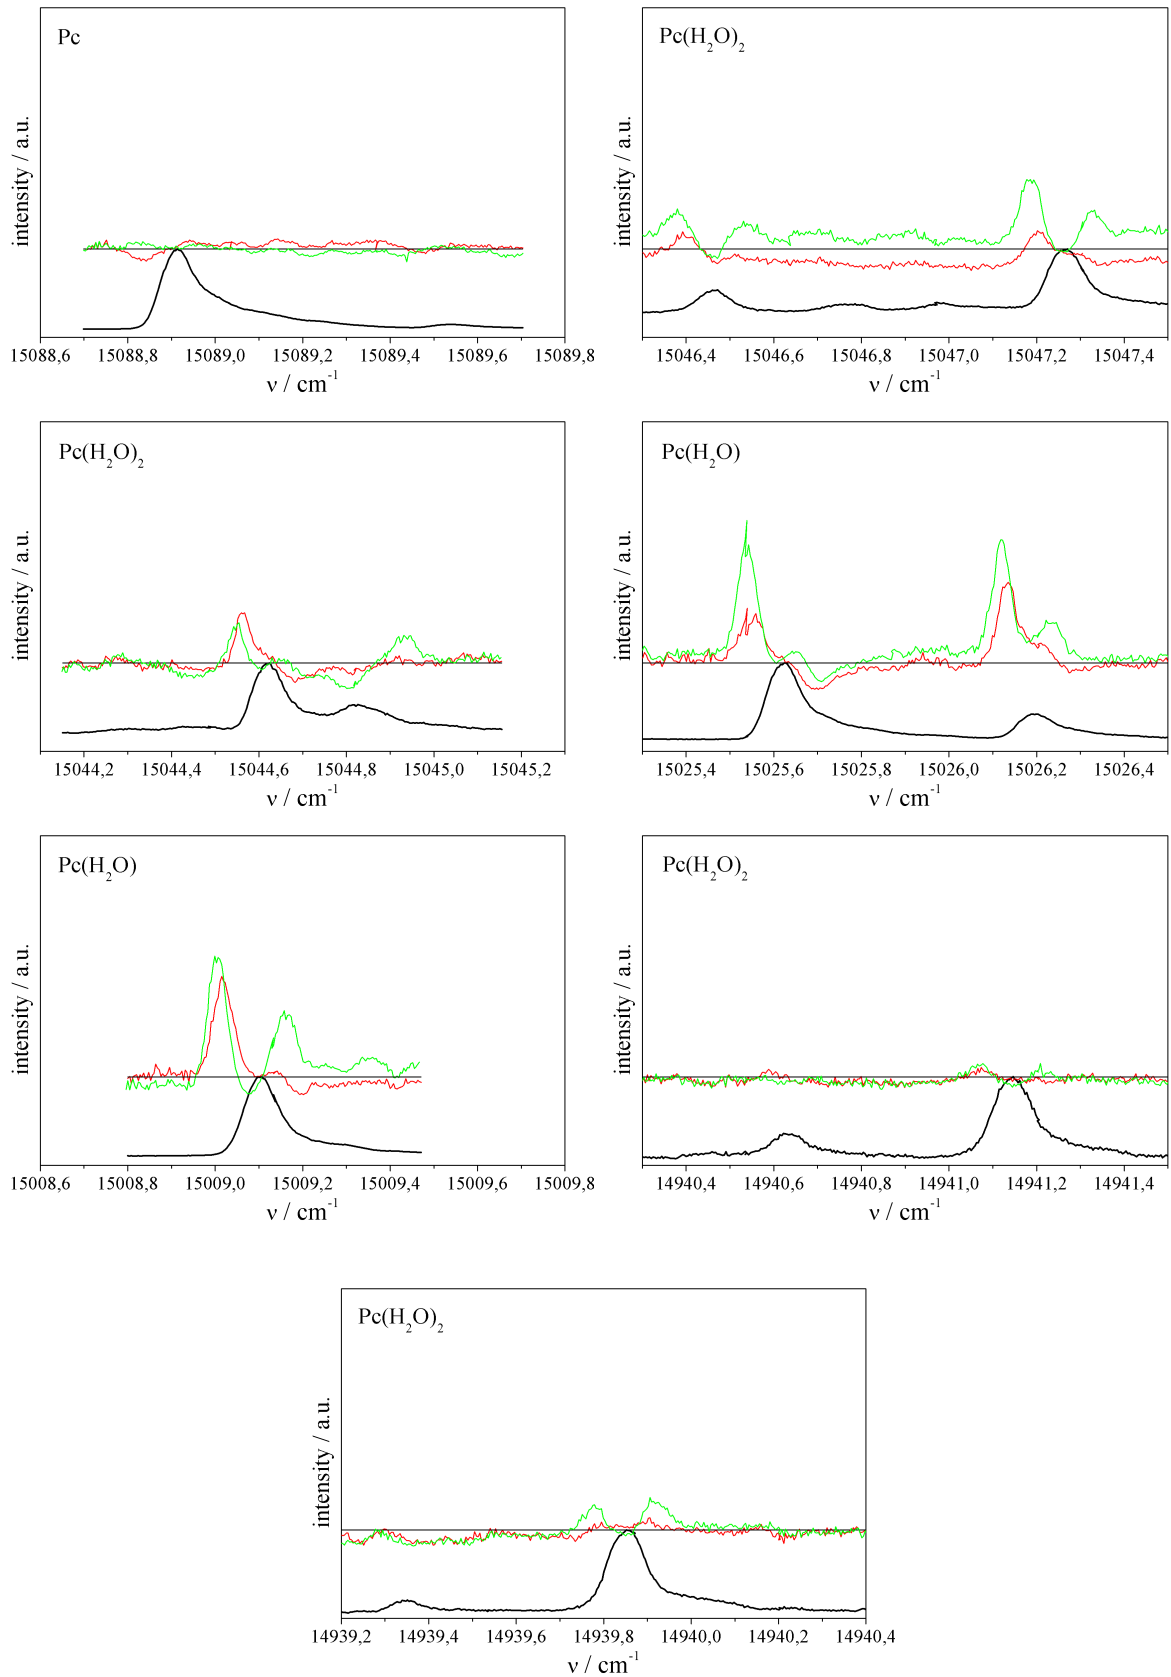 Pc
intensity / a.u.
15088,6 15088,8 15089,0 15089,2 15089,4 15089,6 15089,8
ν / cm⁻¹
Pc(H₂O)₂
intensity / a.u.
15046,4 15046,6 15046,8 15047,0 15047,2 15047,4
ν / cm⁻¹
Pc(H₂O)₂
intensity / a.u.
15044,2 15044,4 15044,6 15044,8 15045,0 15045,2
ν / cm⁻¹
Pc(H₂O)
intensity / a.u.
15025,4 15025,6 15025,8 15026,0 15026,2 15026,4
ν / cm⁻¹
Pc(H₂O)
intensity / a.u.
15008,6 15008,8 15009,0 15009,2 15009,4 15009,6 15009,8
ν / cm⁻¹
Pc(H₂O)₂
intensity / a.u.
14940,4 14940,6 14940,8 14941,0 14941,2 14941,4
ν / cm⁻¹
Pc(H₂O)₂
intensity / a.u.
14939,2 14939,4 14939,6 14939,8 14940,0 14940,2 14940,4
ν / cm⁻¹